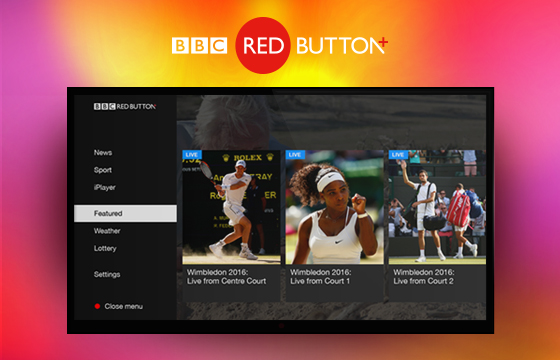 BBC RED BUTTON+
BBC RED BUTTON
News
Sport
iPlayer
Featured
Weather
Lottery
Settings
Close menu
LIVE
ROLEX
Wimbledon 2016:
Live from Centre Court
LIVE
Wimbledon 2016:
Live from Court 1
LIVE
Wimbledon 2016:
Live from Court 2